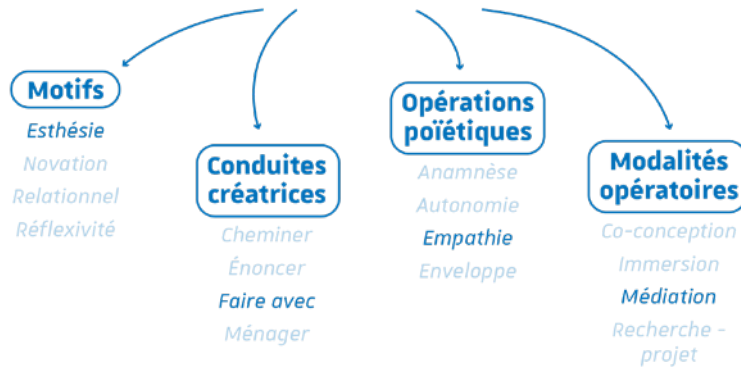 Motifs
Esthésie
Novation
Relationnel
Réflexivité
Conduites
créatrices
Cheminer
Énoncer
Faire avec
Ménager
Opérations
poïétiques
Anamnèse
Autonomie
Empathie
Enveloppe
Modalités
opératoires
Co-conception
Immersion
Médiation
Recherche -
projet